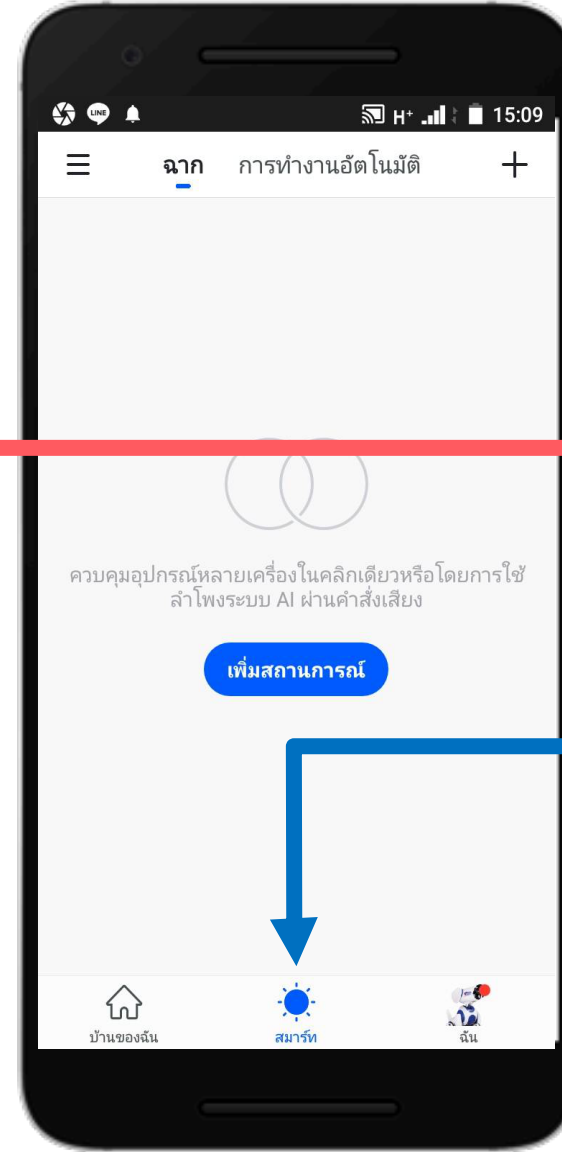 LINE
H+
15:09
ฉาก การทำงานอัตโนมัติ
ควบคุมอุปกรณ์หลายเครื่องในคลิกเดียวหรือโดยการใช้
ลำโพงระบบ AI ผ่านคำสั่งเสียง
เพิ่มสถานการณ์
บ้านของฉัน
สมาร์ท
ฉัน